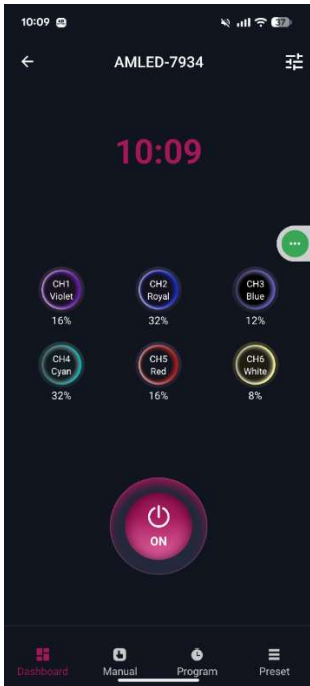 10:09
37
AMLED-7934
10:09
CH1
Violet
16%
CH2
Royal
32%
CH3
Blue
12%
CH4
Cyan
32%
CH5
Red
16%
CH6
White
8%
ON
Dashboard
Manual
Program
Preset